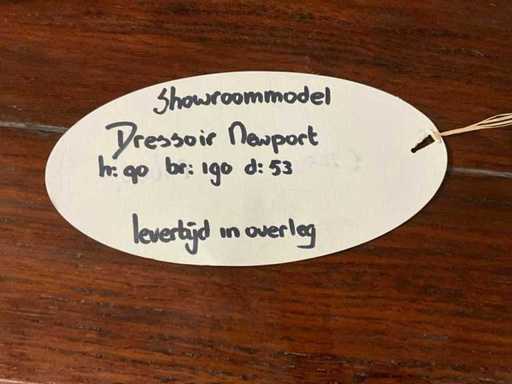 Showroommodel
Dressoir Newport
h: 90 br: 190 d: 53
levertijd in overleg